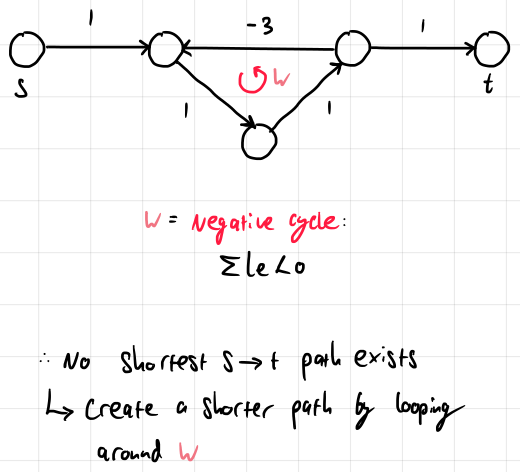 1 -3 1
W
s t
1 1
W = Negative cycle:
Σle<0
∴ No shortest s→t path exists
↳ Create a shorter path by looping
around W